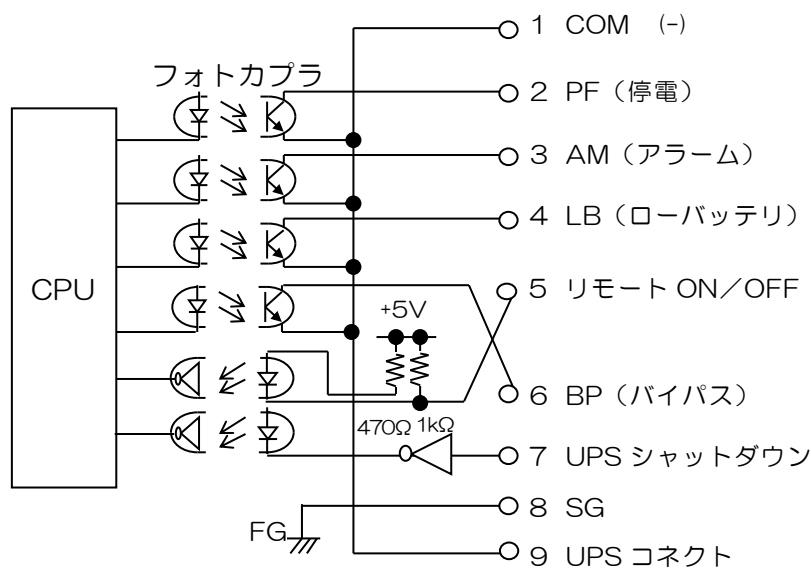 1 COM (-)
フォトカプラ
2 PF（停電）
3 AM（アラーム）
4 LB（ローバッテリ）
CPU
5 リモート ON／OFF
+5V
6 BP（バイパス）
470Ω 1kΩ
7 UPS シャットダウン
8 SG
FG
9 UPS コネクト